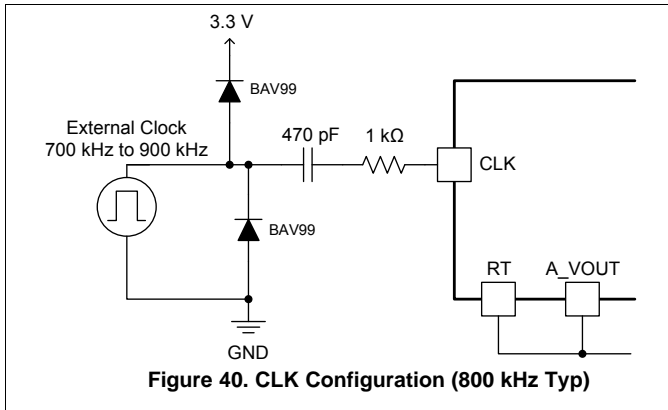 3.3 V
BAV99
External Clock
700 kHz to 900 kHz
470 pF
1 kΩ
CLK
BAV99
RT
A_VOUT
GND
Figure 40. CLK Configuration (800 kHz Typ)